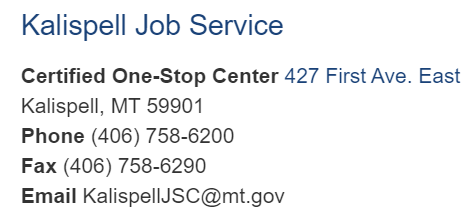 Kalispell Job Service
Certified One-Stop Center 427 First Ave. East
Kalispell, MT 59901
Phone (406) 758-6200
Fax (406) 758-6290
Email KalispellJSC@mt.gov